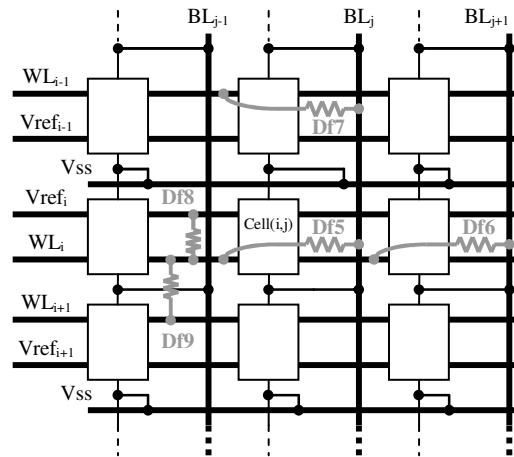 BLj-1 BLj BLj+1
WLi-1
Df7
Vrefi-1
Vss
Df8
Vrefi
Cell(i,j) Df5 Df6
WLi
WLi+1
Df9
Vrefi+1
Vss